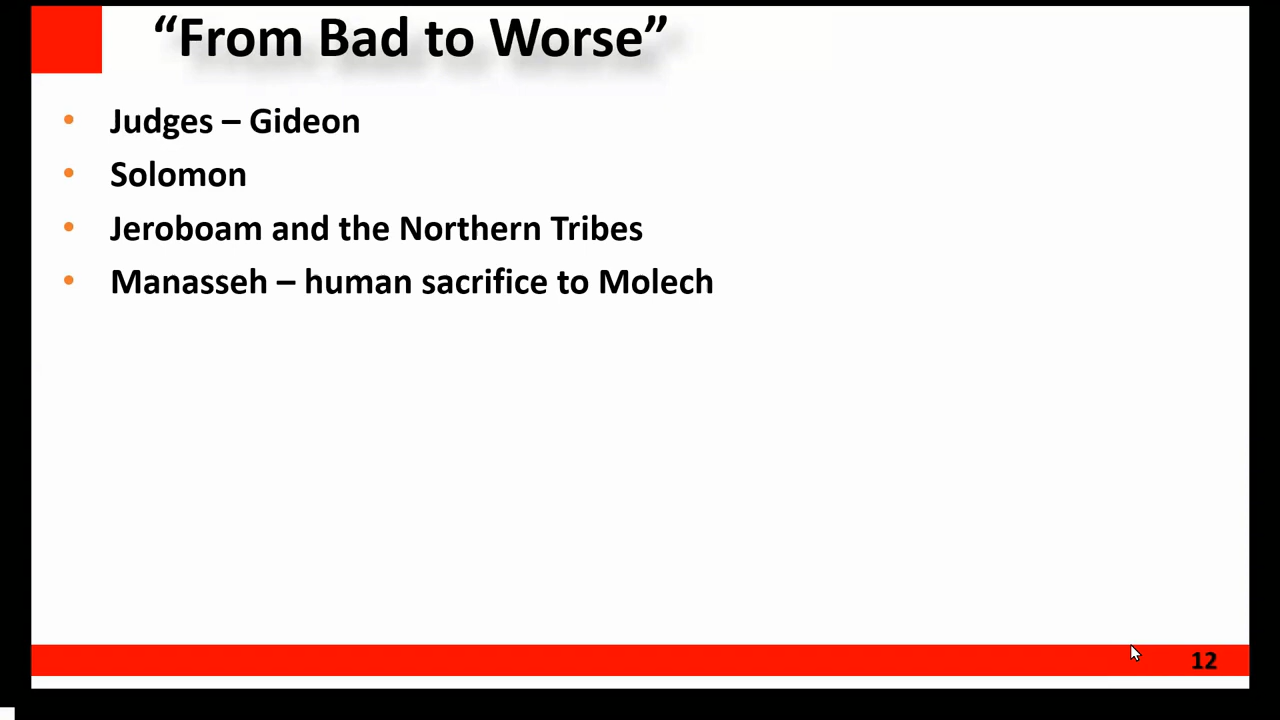 “From Bad to Worse”
• Judges – Gideon
• Solomon
• Jeroboam and the Northern Tribes
• Manasseh – human sacrifice to Molech
12